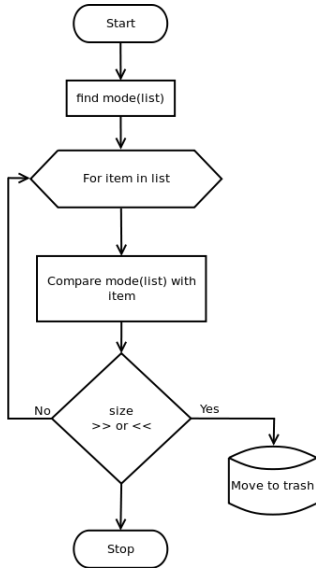 Start
find mode(list)
For item in list
Compare mode(list) with
item
size
>> or <<
No
Yes
Move to trash
Stop